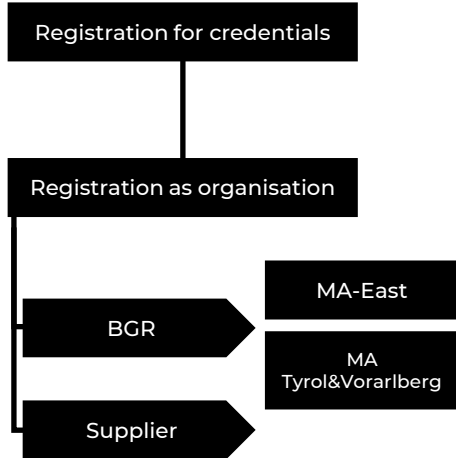 Registration for credentials
Registration as organisation
BGR
MA-East
MA
Tyrol&Vorarlberg
Supplier